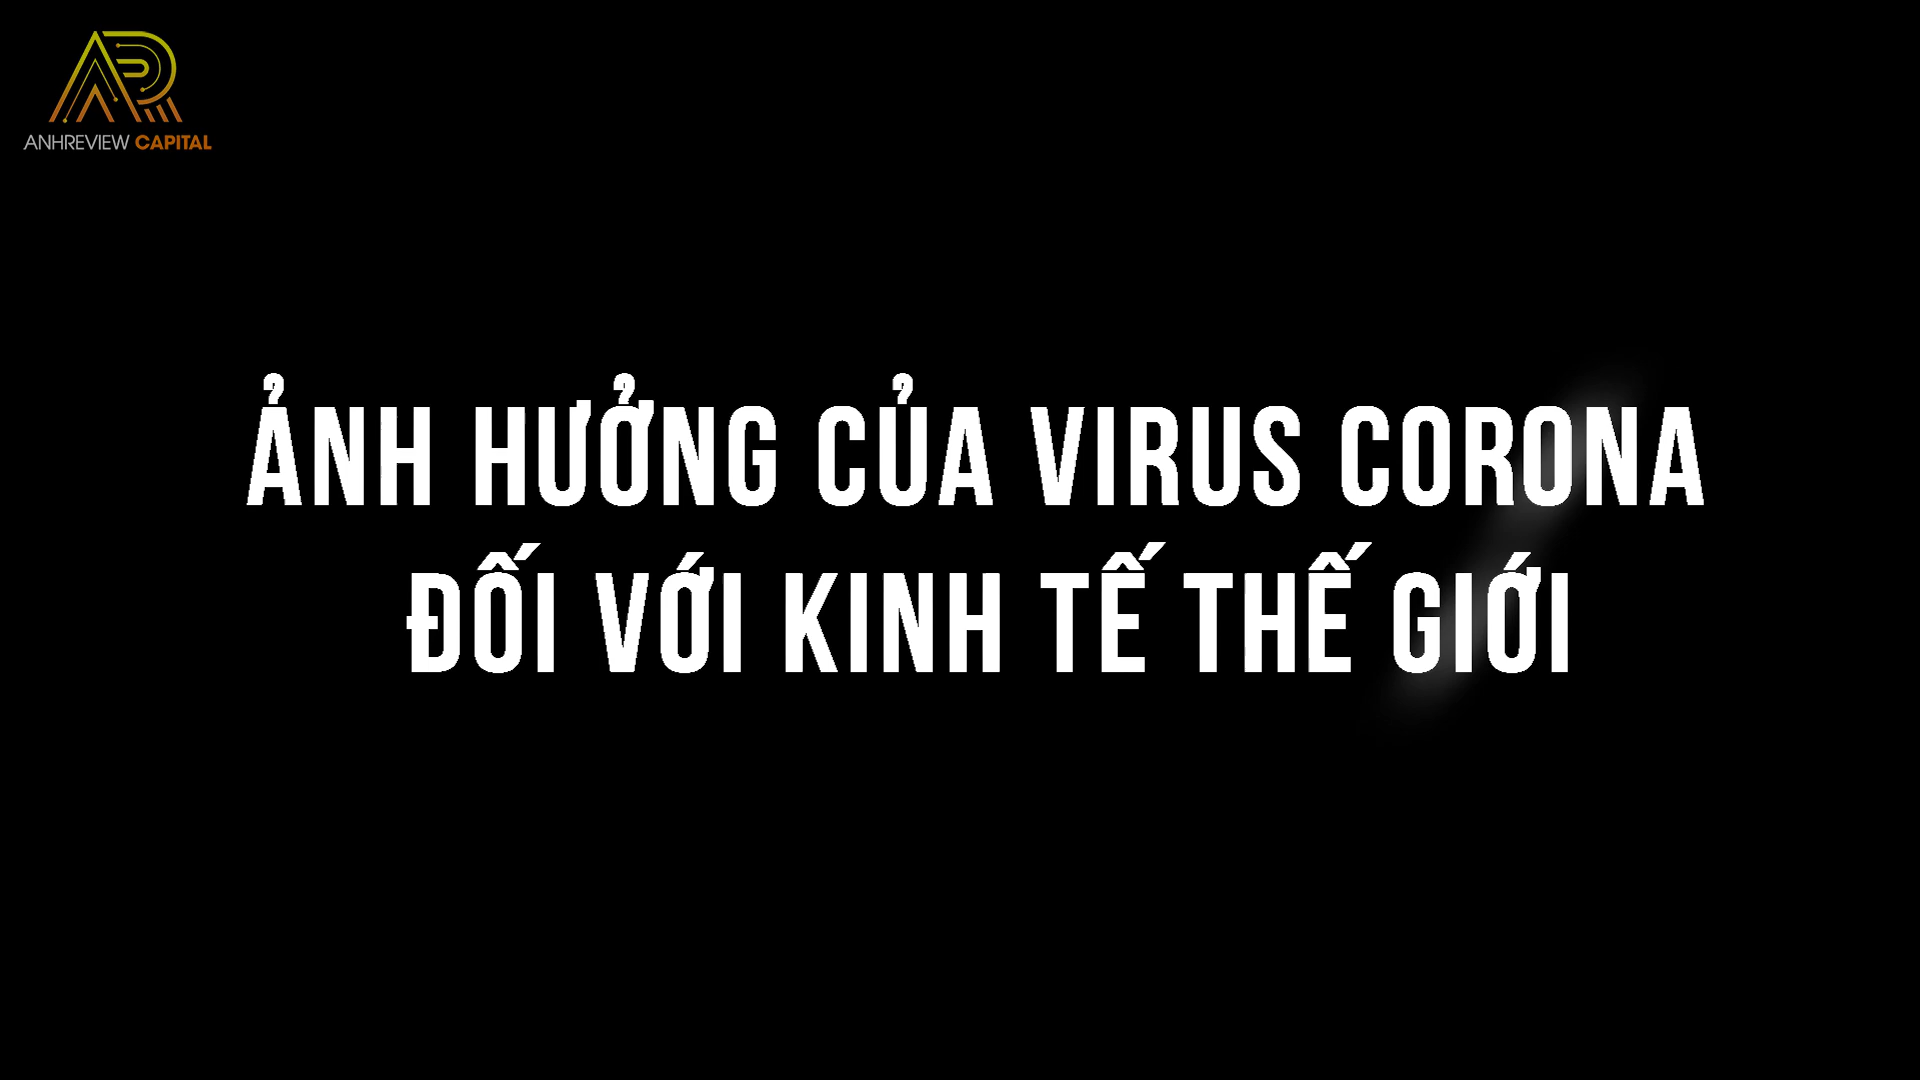 ANHREVIEW CAPITAL
ẢNH HƯỞNG CỦA VIRUS CORONA
ĐỐI VỚI KINH TẾ THẾ GIỚI